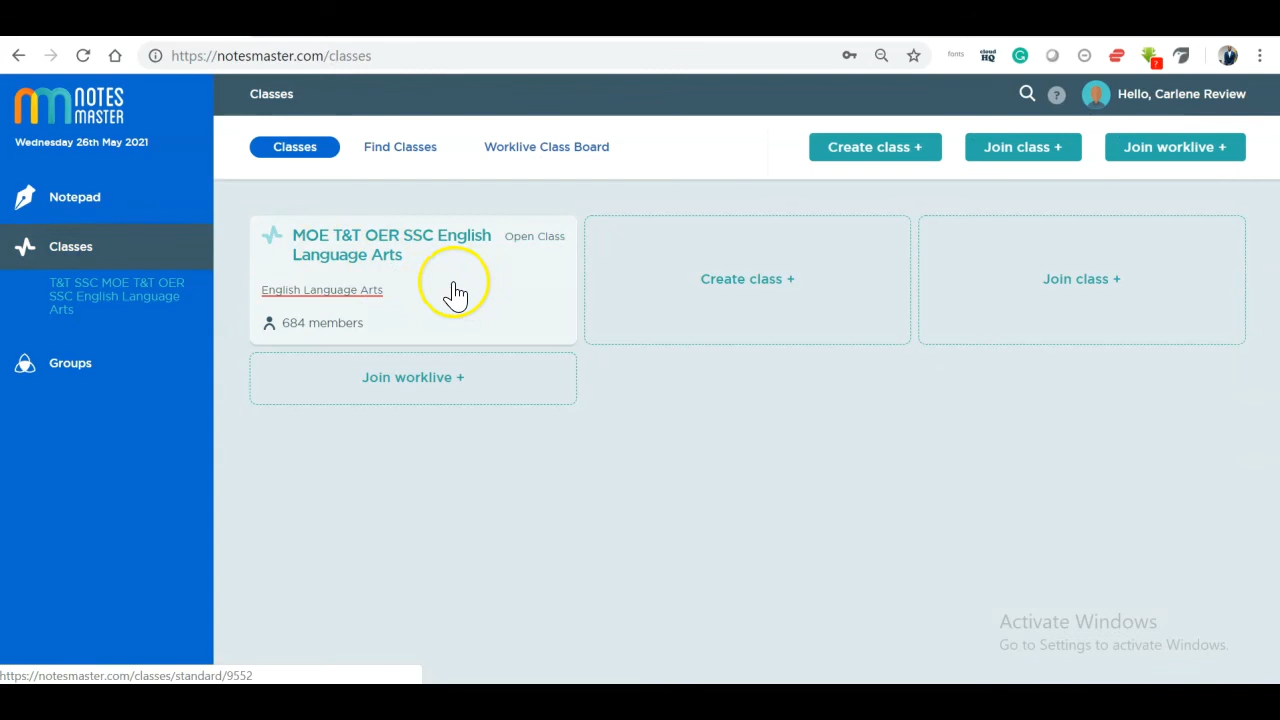 https://notesmaster.com/classes
fonts
cloud
HQ
?
NOTES
MASTER
Wednesday 26th May 2021
Classes
?
Hello, Carlene Review
Classes
Find Classes
Worklive Class Board
Create class +
Join class +
Join worklive +
Notepad
Classes
T&T SSC MOE T&T OER
SSC English Language
Arts
Groups
MOE T&T OER SSC English
Language Arts
Open Class
English Language Arts
684 members
Create class +
Join class +
Join worklive +
Activate Windows
Go to Settings to activate Windows.
https://notesmaster.com/classes/standard/9552